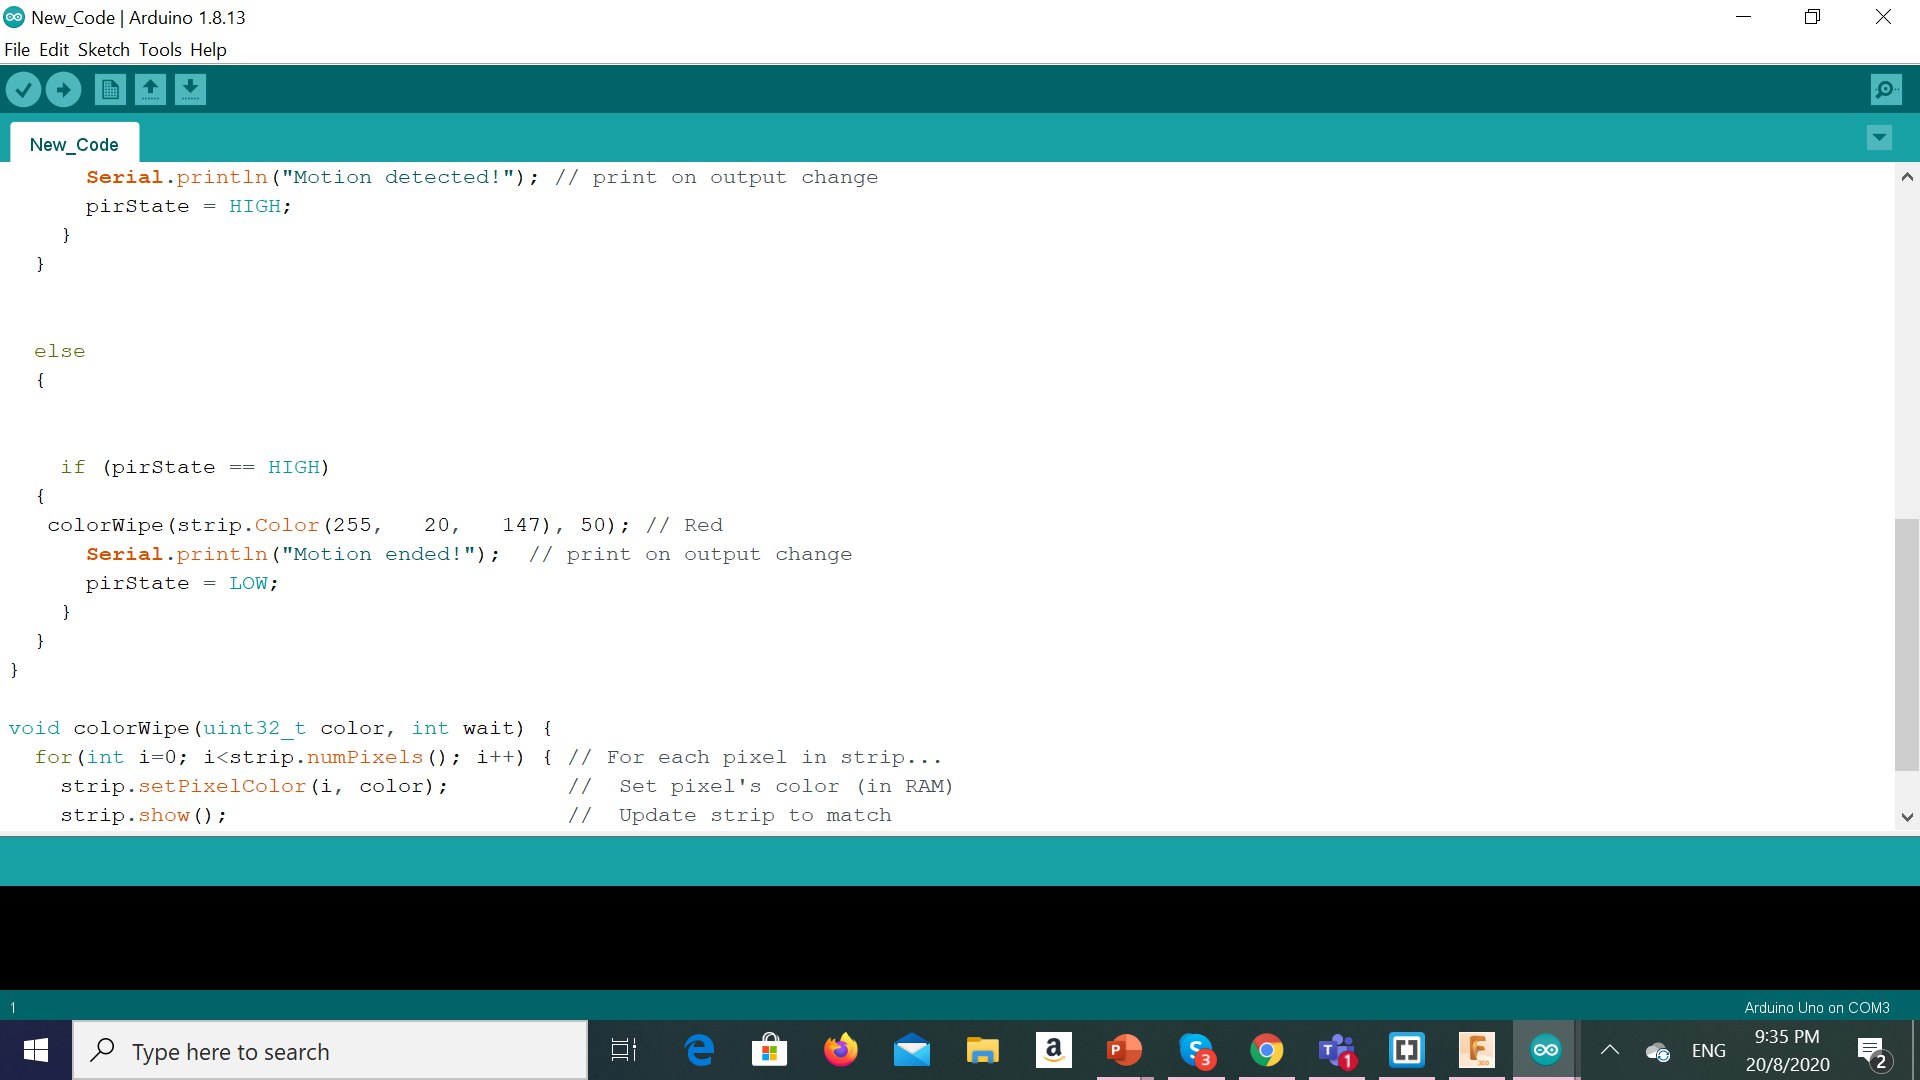 New_Code | Arduino 1.8.13
File Edit Sketch Tools Help
New_Code
Serial.println("Motion detected!"); // print on output change
pirState = HIGH;
}
}
else
{
if (pirState == HIGH)
{
colorWipe(strip.Color(255,   20,   147), 50); // Red
Serial.println("Motion ended!");  // print on output change
pirState = LOW;
}
}
}
void colorWipe(uint32_t color, int wait) {
for(int i=0; i<strip.numPixels(); i++) { // For each pixel in strip...
strip.setPixelColor(i, color);         //  Set pixel's color (in RAM)
strip.show();                          //  Update strip to match
1
Arduino Uno on COM3
Type here to search
a
P
S 3
T 1
F
360
ENG
9:35 PM
20/8/2020
2